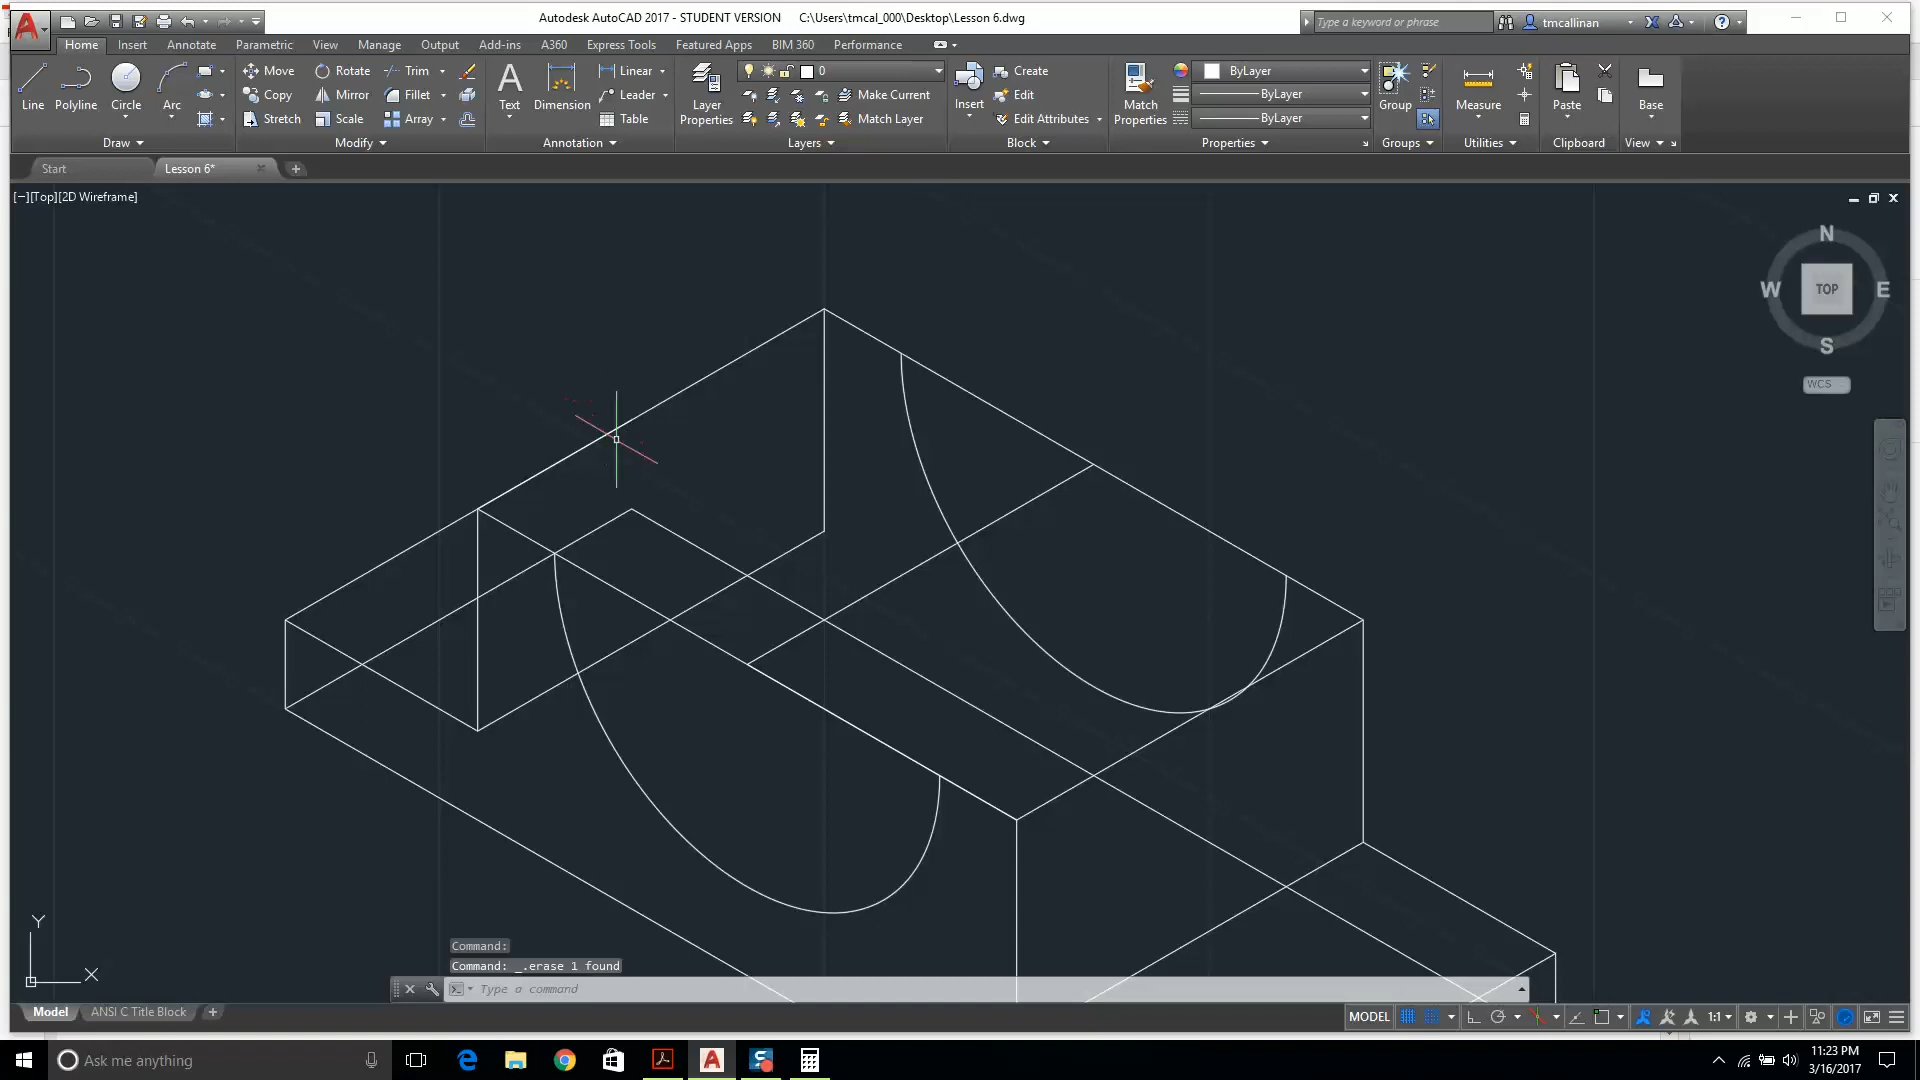 Autodesk AutoCAD 2017 - STUDENT VERSION C:\Users\tmcal_000\Desktop\Lesson 6.dwg
Type a keyword or phrase
tmcallinan
Home Insert Annotate Parametric View Manage Output Add-ins A360 Express Tools Featured Apps BIM 360 Performance
Line Polyline Circle Arc
Move Rotate Trim
Copy Mirror Fillet
Stretch Scale Array
Text Dimension
Linear
Leader
Table
Layer Properties
0
Make Current
Match Layer
Insert
Create
Edit
Edit Attributes
Match Properties
ByLayer
ByLayer
ByLayer
Group
Measure
Paste
Base
Draw Modify Annotation Layers Block Properties Groups Utilities Clipboard View
Start Lesson 6* +
[−][Top][2D Wireframe]
N
W TOP E
S
WCS
Y
X
Command:
Command: _.erase 1 found
Type a command
Model ANSI C Title Block +
MODEL 1:1
Ask me anything
11:23 PM
3/16/2017